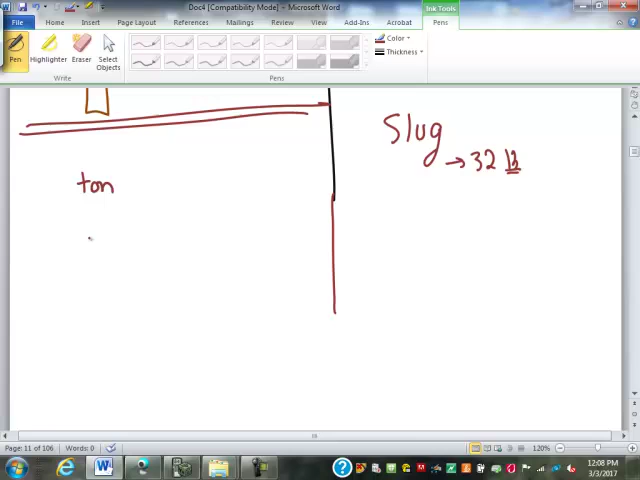 Doc4 [Compatibility Mode] - Microsoft Word
Ink Tools
File Home Insert Page Layout References Mailings Review View Add-Ins Acrobat Pens
Pen Highlighter Eraser Select Objects
Color
Thickness
Write
Pens
Slug
→ 32 lb
ton
Page: 11 of 106 Words: 0 120%
12:08 PM
3/3/2017